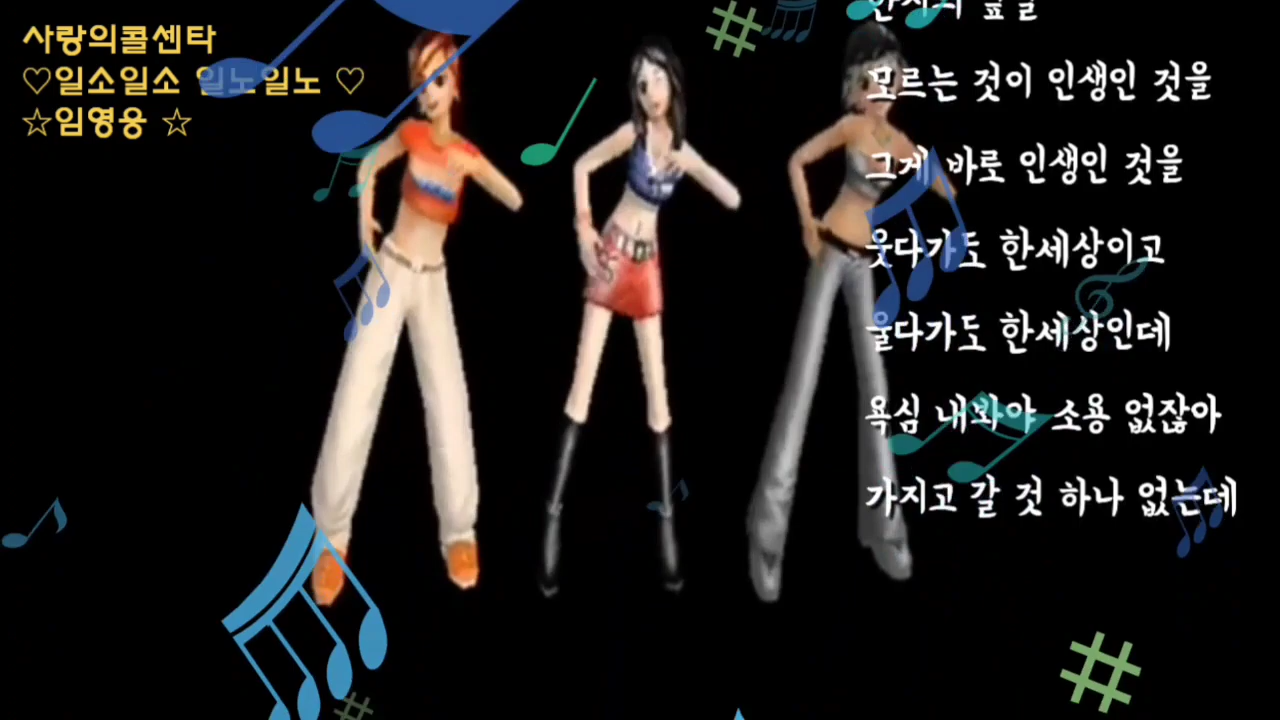 사랑의콜센타
♡일소일소 일노일노 ♡
☆임영웅 ☆
모르는 것이 인생인 것을
그게 바로 인생인 것을
웃다가도 한세상이고
울다가도 한세상인데
욕심 내봐야 소용 없잖아
가지고 갈 것 하나 없는데